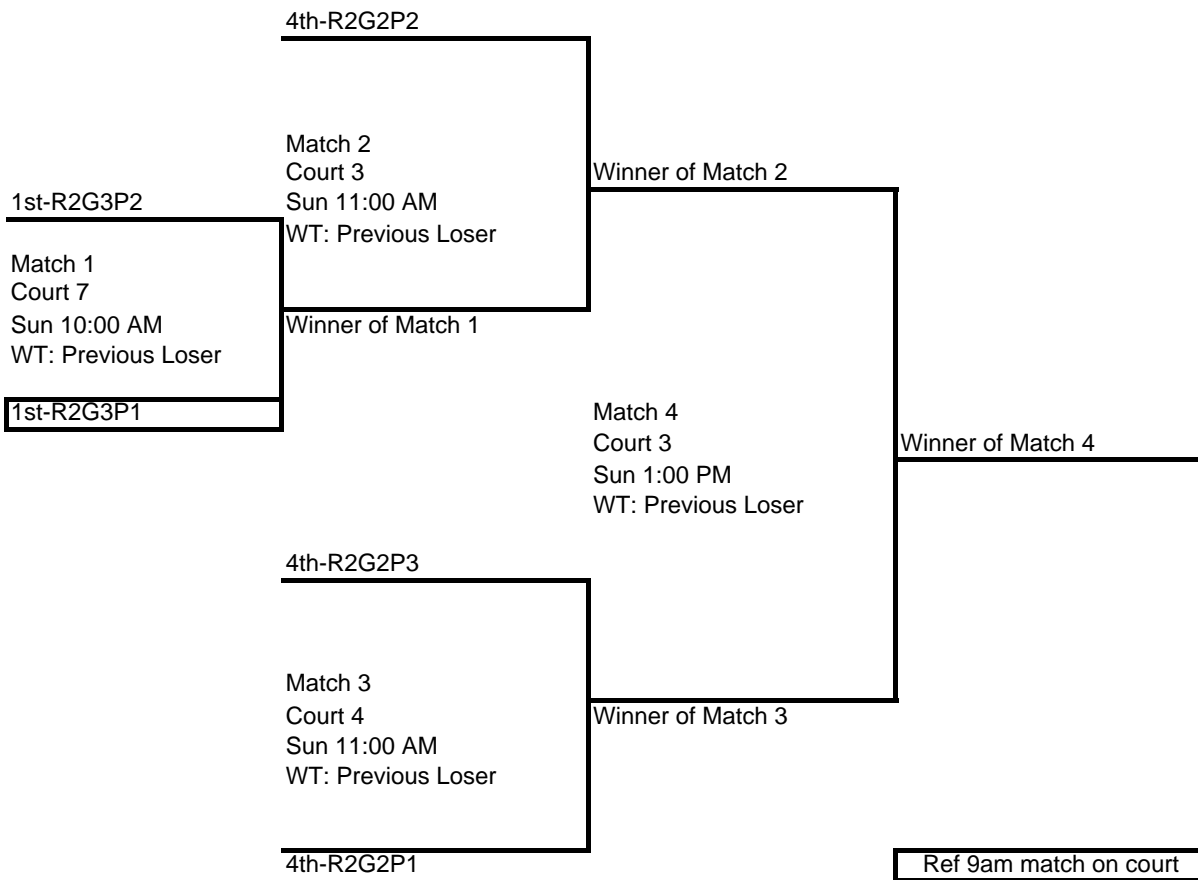 4th-R2G2P2
Match 2
Court 3
Sun 11:00 AM
WT: Previous Loser
Winner of Match 2
1st-R2G3P2
Match 1
Court 7
Sun 10:00 AM
WT: Previous Loser
Winner of Match 1
1st-R2G3P1
Match 4
Court 3
Sun 1:00 PM
WT: Previous Loser
Winner of Match 4
4th-R2G2P3
Match 3
Court 4
Sun 11:00 AM
WT: Previous Loser
Winner of Match 3
4th-R2G2P1
Ref 9am match on court